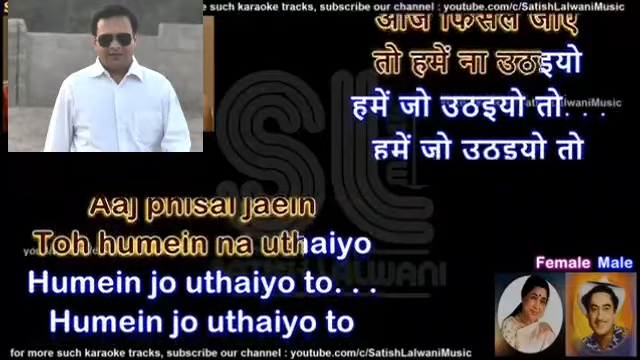 such karaoke tracks, subscribe our channel : youtube.com/c/SatishLalwaniMusic
आज फिसल जाएं
तो हमें ना उठइयो
हमें जो उठइयो तो. . .
हमें जो उठइयो तो
Aaj phisal jaein
Toh humein na uthaiyo
Humein jo uthaiyo to. . .
Humein jo uthaiyo to
Female Male
for more such karaoke tracks, subscribe our channel : youtube.com/c/SatishLalwaniMusic